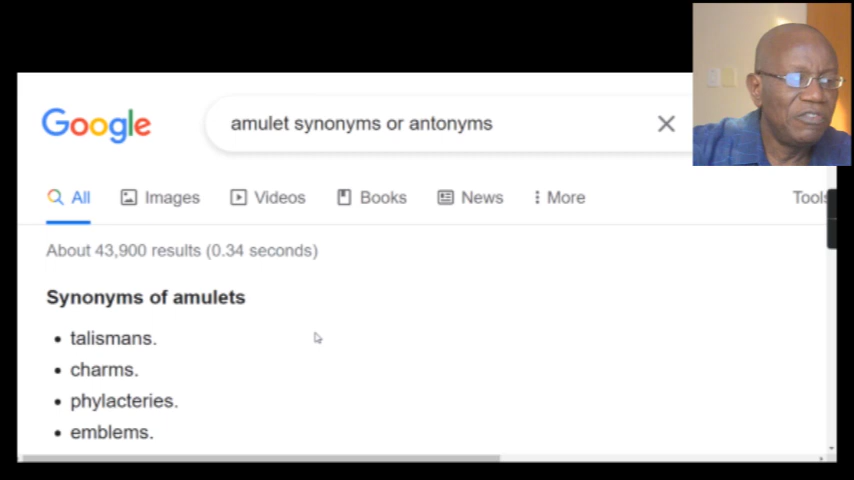 Google
amulet synonyms or antonyms
All Images Videos Books News More Tools
About 43,900 results (0.34 seconds)
Synonyms of amulets
• talismans.
• charms.
• phylacteries.
• emblems.